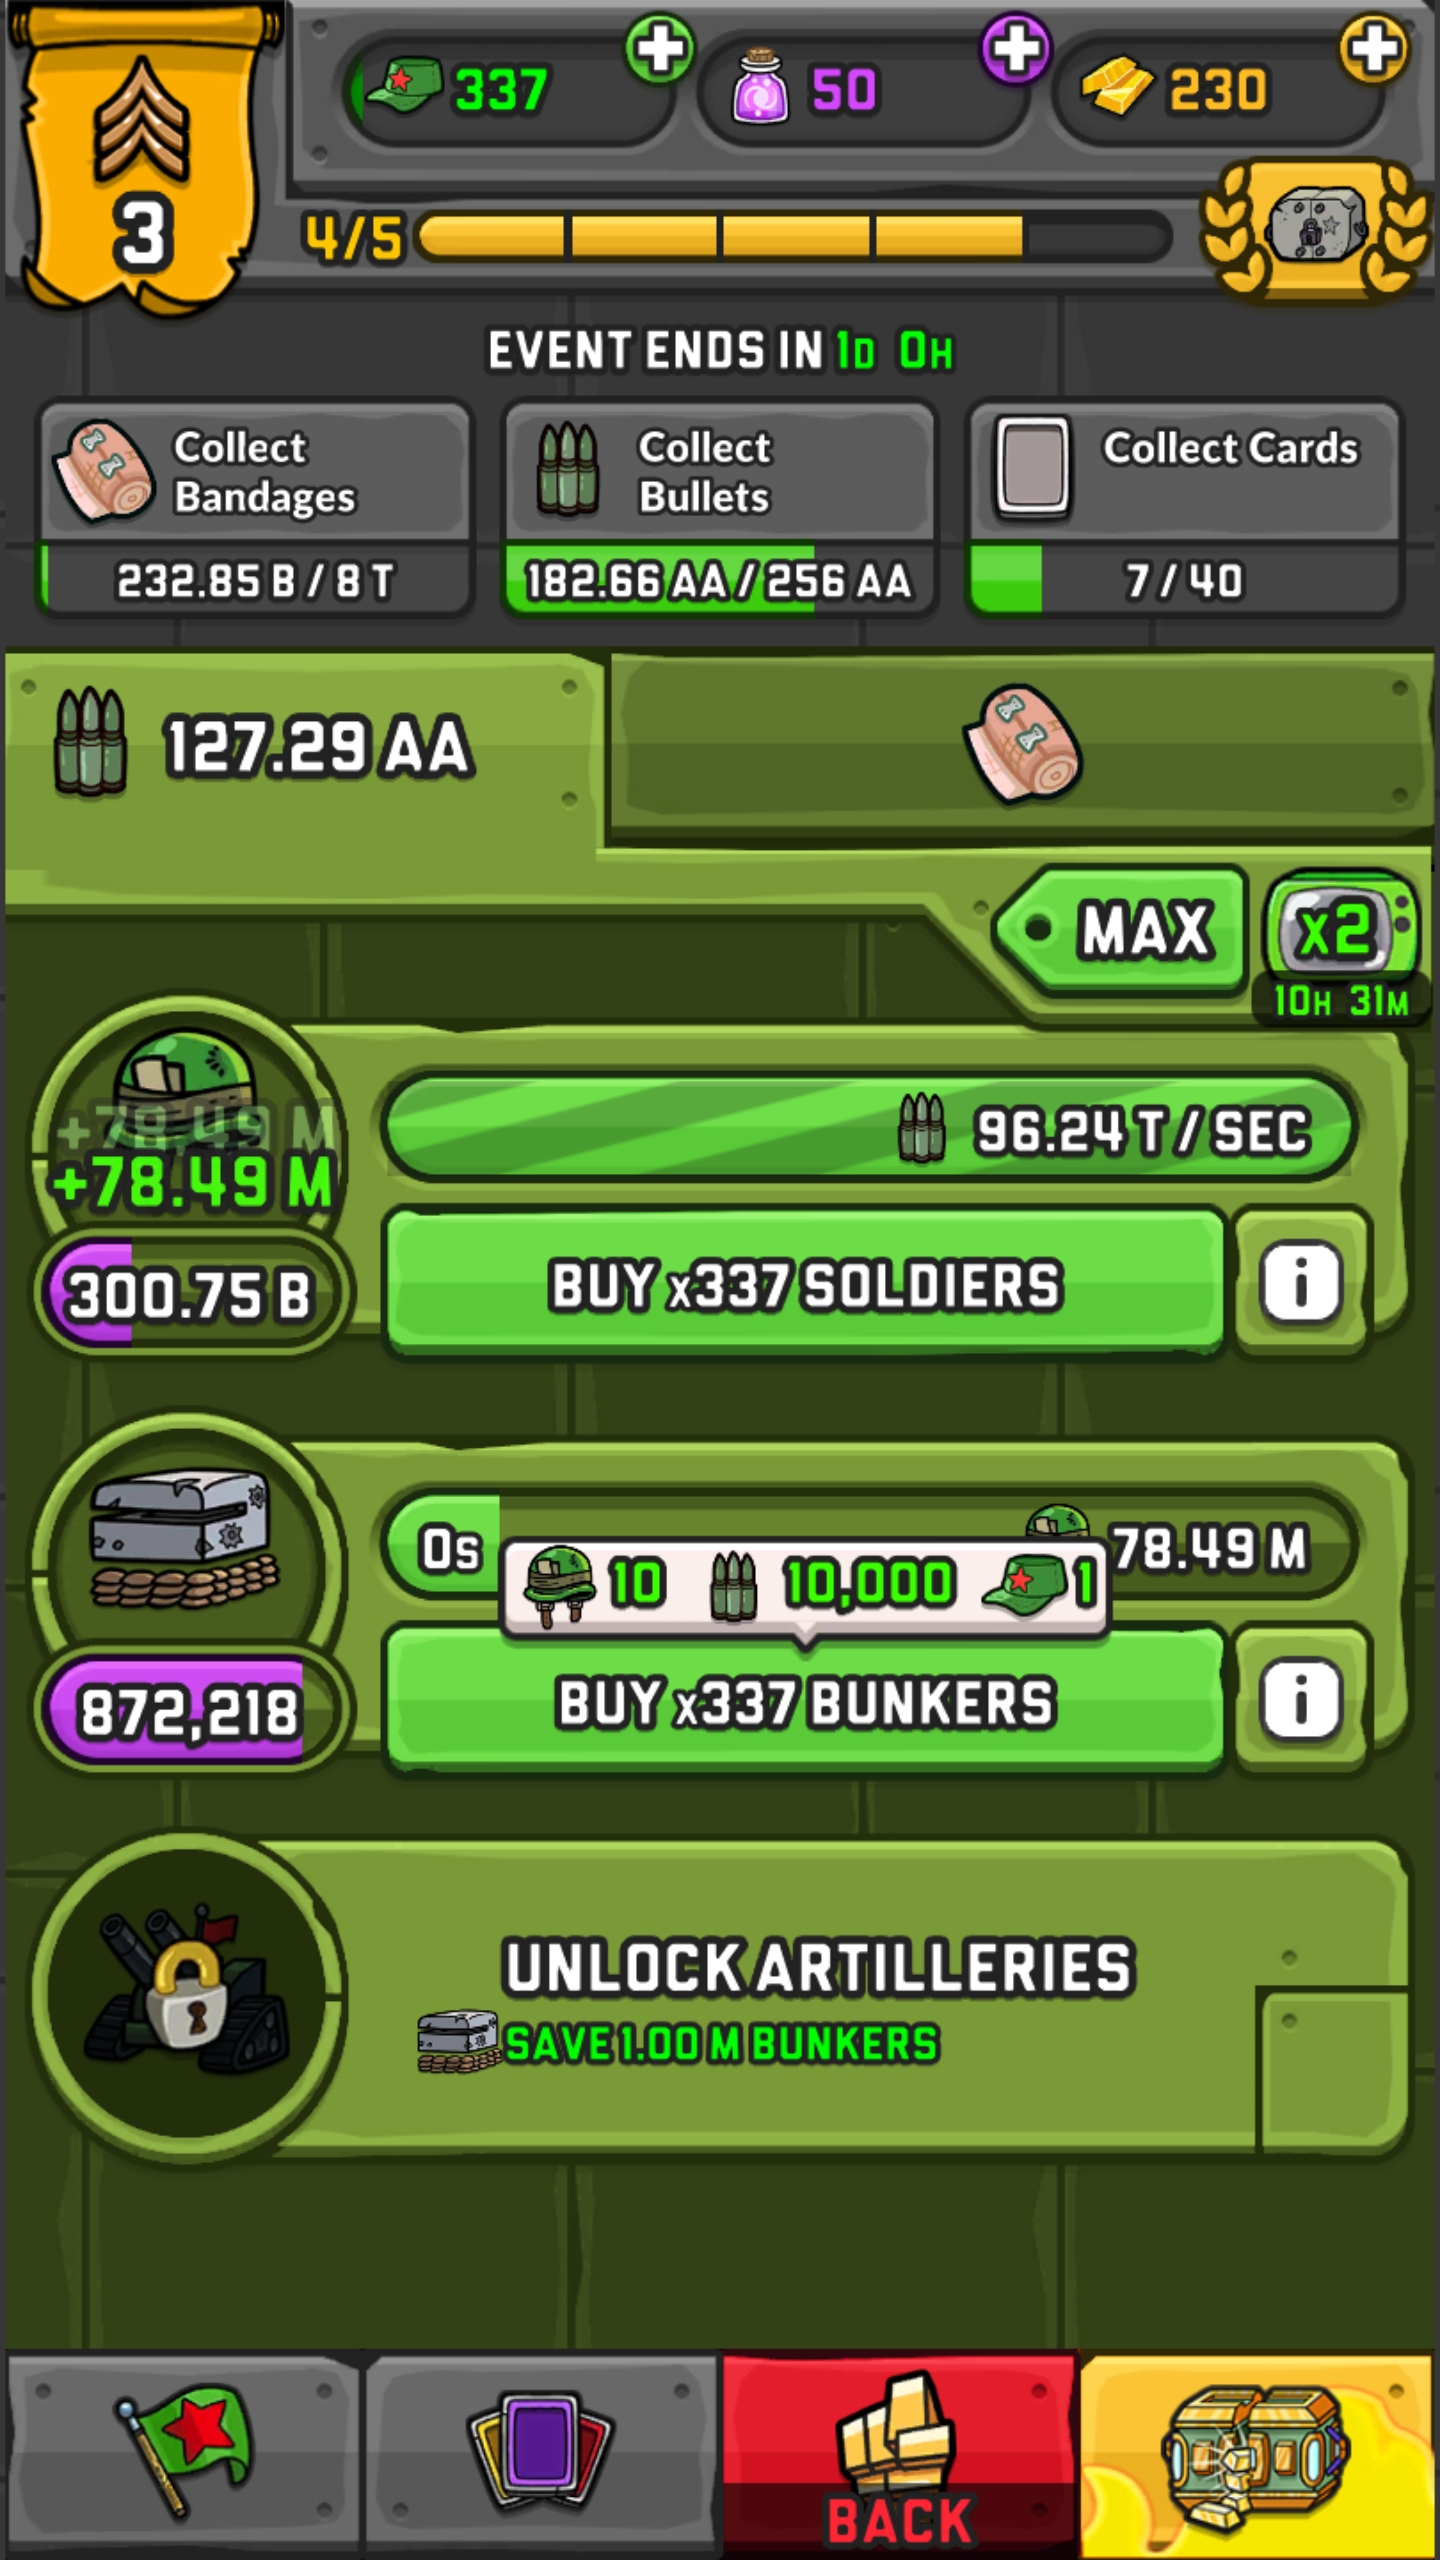 337
50
230
3
4/5
EVENT ENDS IN 1D 0H
Collect
Bandages
232.85 B / 8 T
Collect
Bullets
182.66 AA / 256 AA
Collect Cards
7 / 40
127.29 AA
MAX
x2
10H 31M
+78.49 M
+78.49 M
96.24 T / SEC
300.75 B
BUY x337 SOLDIERS
i
0s
78.49 M
10
10,000
1
872,218
BUY x337 BUNKERS
i
UNLOCK ARTILLERIES
SAVE 1.00 M BUNKERS
BACK